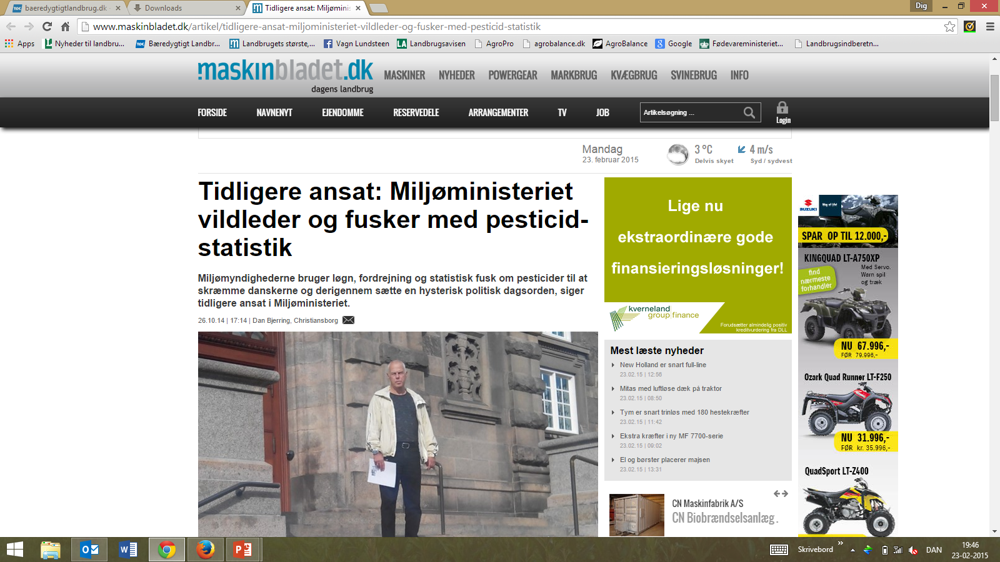 baeredygtigtlandbrug.dk
Downloads
Tidligere ansat: Miljøminis
Dig
www.maskinbladet.dk/artikel/tidligere-ansat-miljoministeriet-vildleder-og-fusker-med-pesticid-statistik
Apps
Nyheder til landbru...
Bæredygtigt Landbr...
Landbrugets største,...
Vagn Lundsteen
Landbrugsavisen
AgroPro
agrobalance.dk
AgroBalance
Google
Fødevareministeriet...
Landbrugsindberetn...
maskinbladet.dk
dagens landbrug
MASKINER NYHEDER POWERGEAR MARKBRUG KVÆGBRUG SVINEBRUG INFO
FORSIDE NAVNENYT EJENDOMME RESERVEDELE ARRANGEMENTER TV JOB
Artikelsøgning ...
Login
Mandag
23. februar 2015
3 °C
Delvis skyet
4 m/s
Syd / sydvest
Tidligere ansat: Miljøministeriet
vildleder og fusker med pesticid-
statistik
Miljømyndighederne bruger løgn, fordrejning og statistisk fusk om pesticider til at
skræmme danskerne og derigennem sætte en hysterisk politisk dagsorden, siger
tidligere ansat i Miljøministeriet.
26.10.14 | 17:14 | Dan Bjerring, Christiansborg
Lige nu
ekstraordinære gode
finansieringsløsninger!
kverneland
group finance
Forudsætter almindelig positiv
kreditvurdering fra DLL
Mest læste nyheder
New Holland er snart full-line
23.02.15 | 12:56
Mitas med luftløse dæk på traktor
23.02.15 | 08:50
Tym er snart trinløs med 180 hestekræfter
23.02.15 | 11:42
Ekstra kræfter i ny MF 7700-serie
23.02.15 | 09:02
El og børster placerer majsen
23.02.15 | 13:31
CN Maskinfabrik A/S
CN Biobrændselsanlæg.
SUZUKI
Way of Life!
SPAR OP TIL 12.000,-
KINGQUAD LT-A750XP
Med Servo.
Warn spil
og træk
find
nærmeste
forhandler
NU 67.996,-
FØR 79.996,-
Ozark Quad Runner LT-F250
NU 31.996,-
FØR kr. 35.996,-
QuadSport LT-Z400
Skrivebord
DAN
19:46
23-02-2015